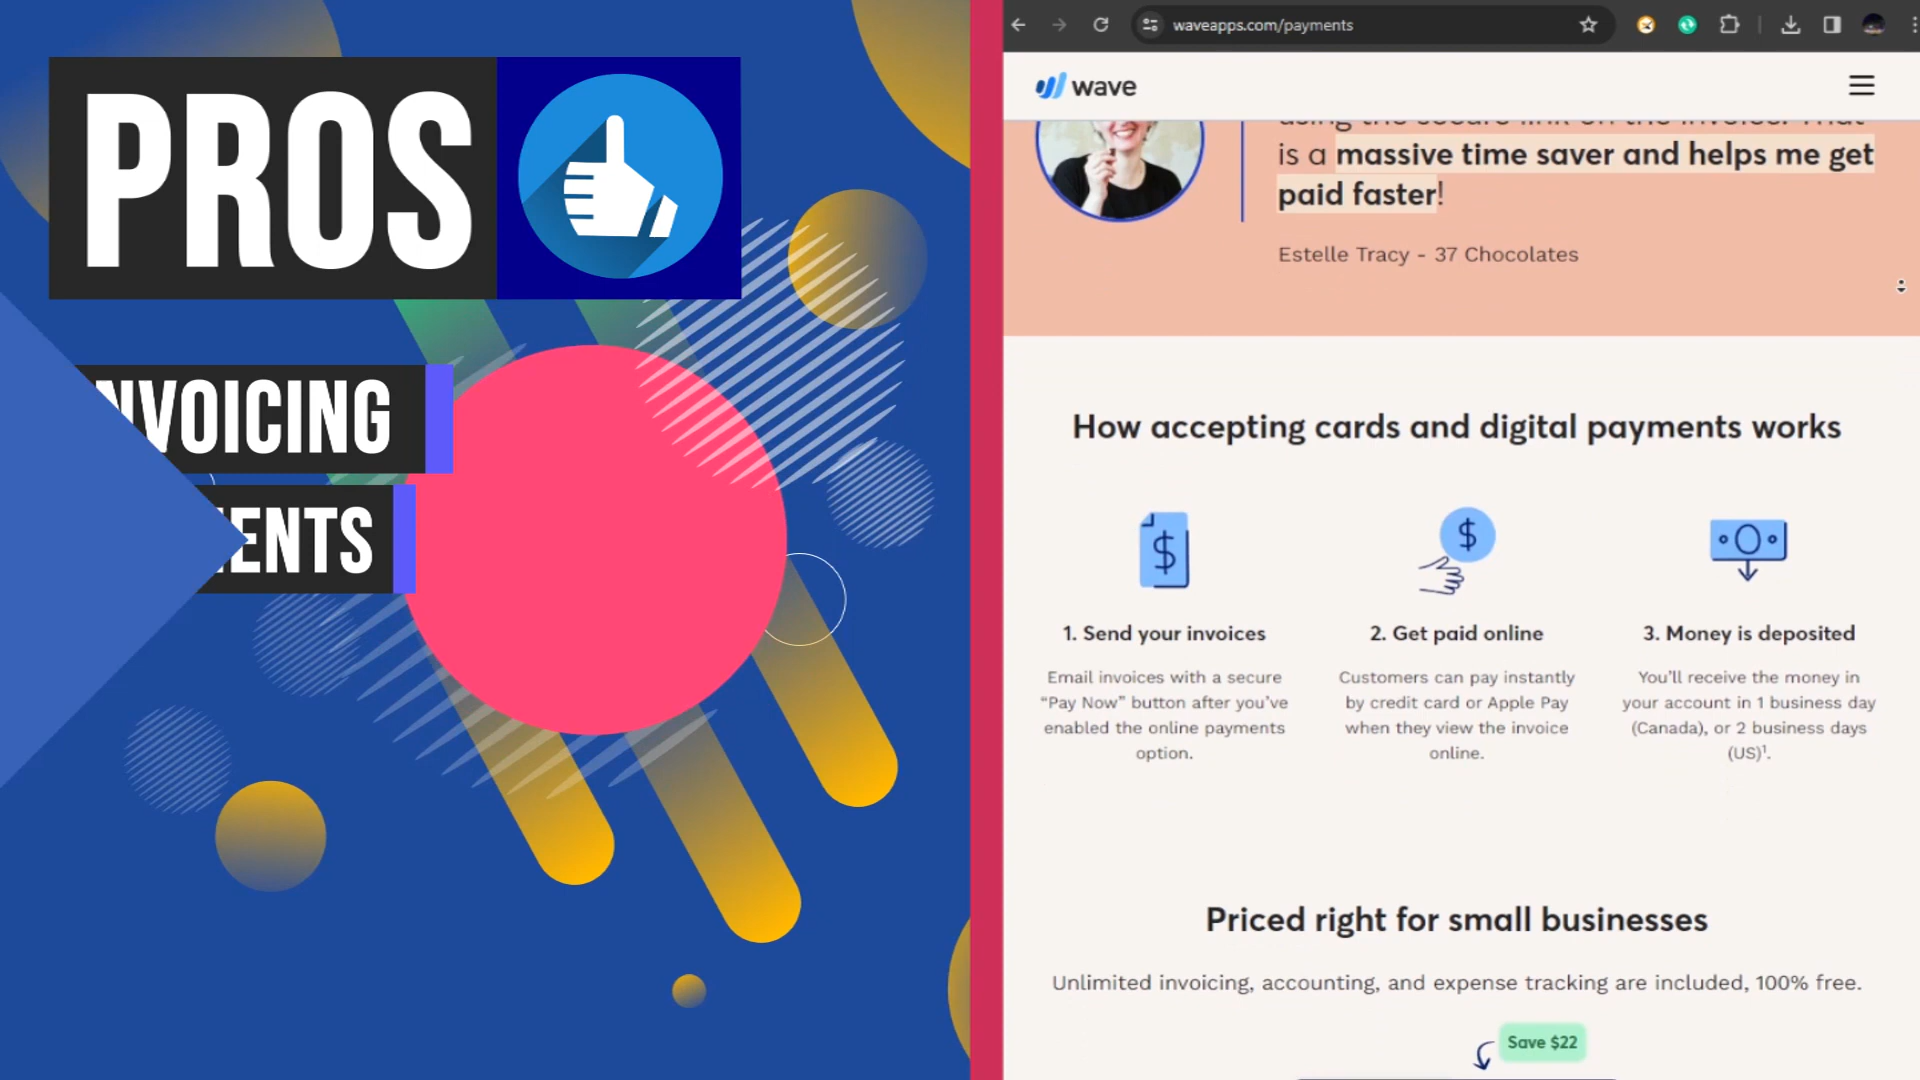 PROS
NVOICING
ENTS
waveapps.com/payments
wave
is a massive time saver and helps me get
paid faster!
Estelle Tracy - 37 Chocolates
How accepting cards and digital payments works
1. Send your invoices
Email invoices with a secure
“Pay Now” button after you’ve
enabled the online payments
option.
2. Get paid online
Customers can pay instantly
by credit card or Apple Pay
when they view the invoice
online.
3. Money is deposited
You’ll receive the money in
your account in 1 business day
(Canada), or 2 business days
(US)¹.
Priced right for small businesses
Unlimited invoicing, accounting, and expense tracking are included, 100% free.
Save $22